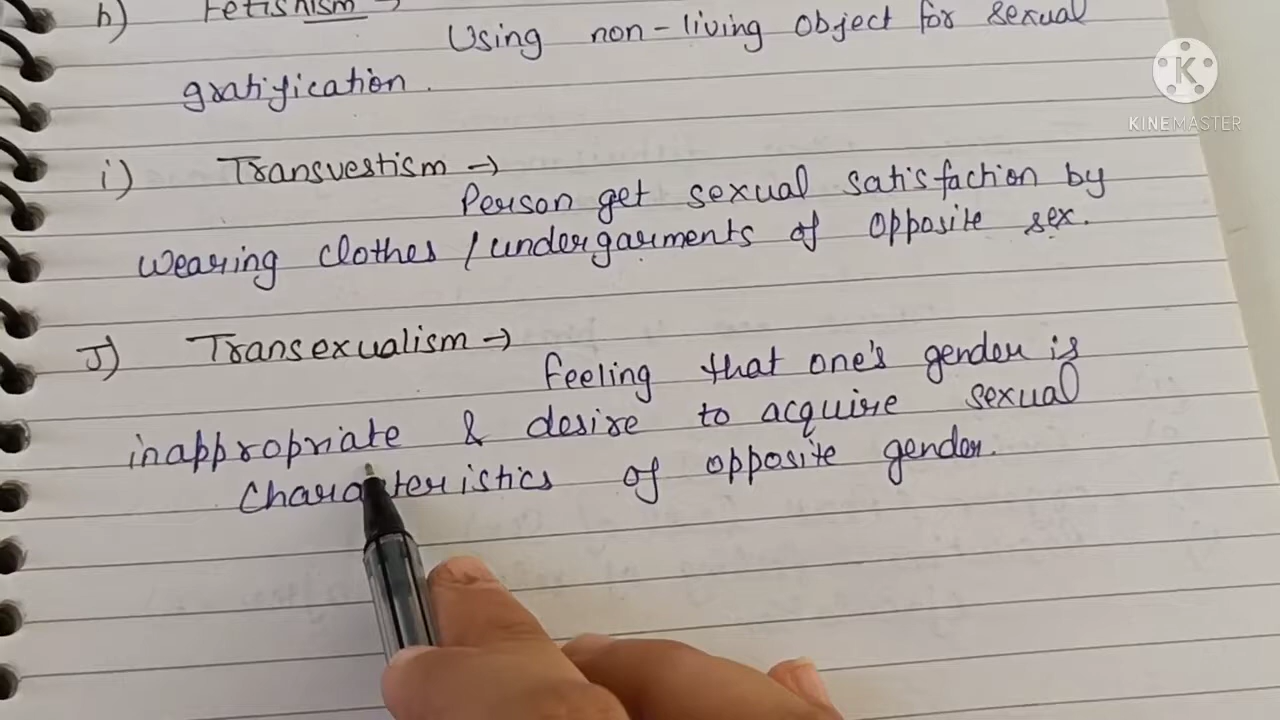 h) Fetishism →
Using non-living object for sexual
gratification.
i) Transvestism →
Person get sexual satisfaction by
wearing clothes / undergarments of opposite sex.
J) Transexualism →
Feeling that one's gender is
inappropriate & desire to acquire sexual
characteristics of opposite gender.
K
KINEMASTER